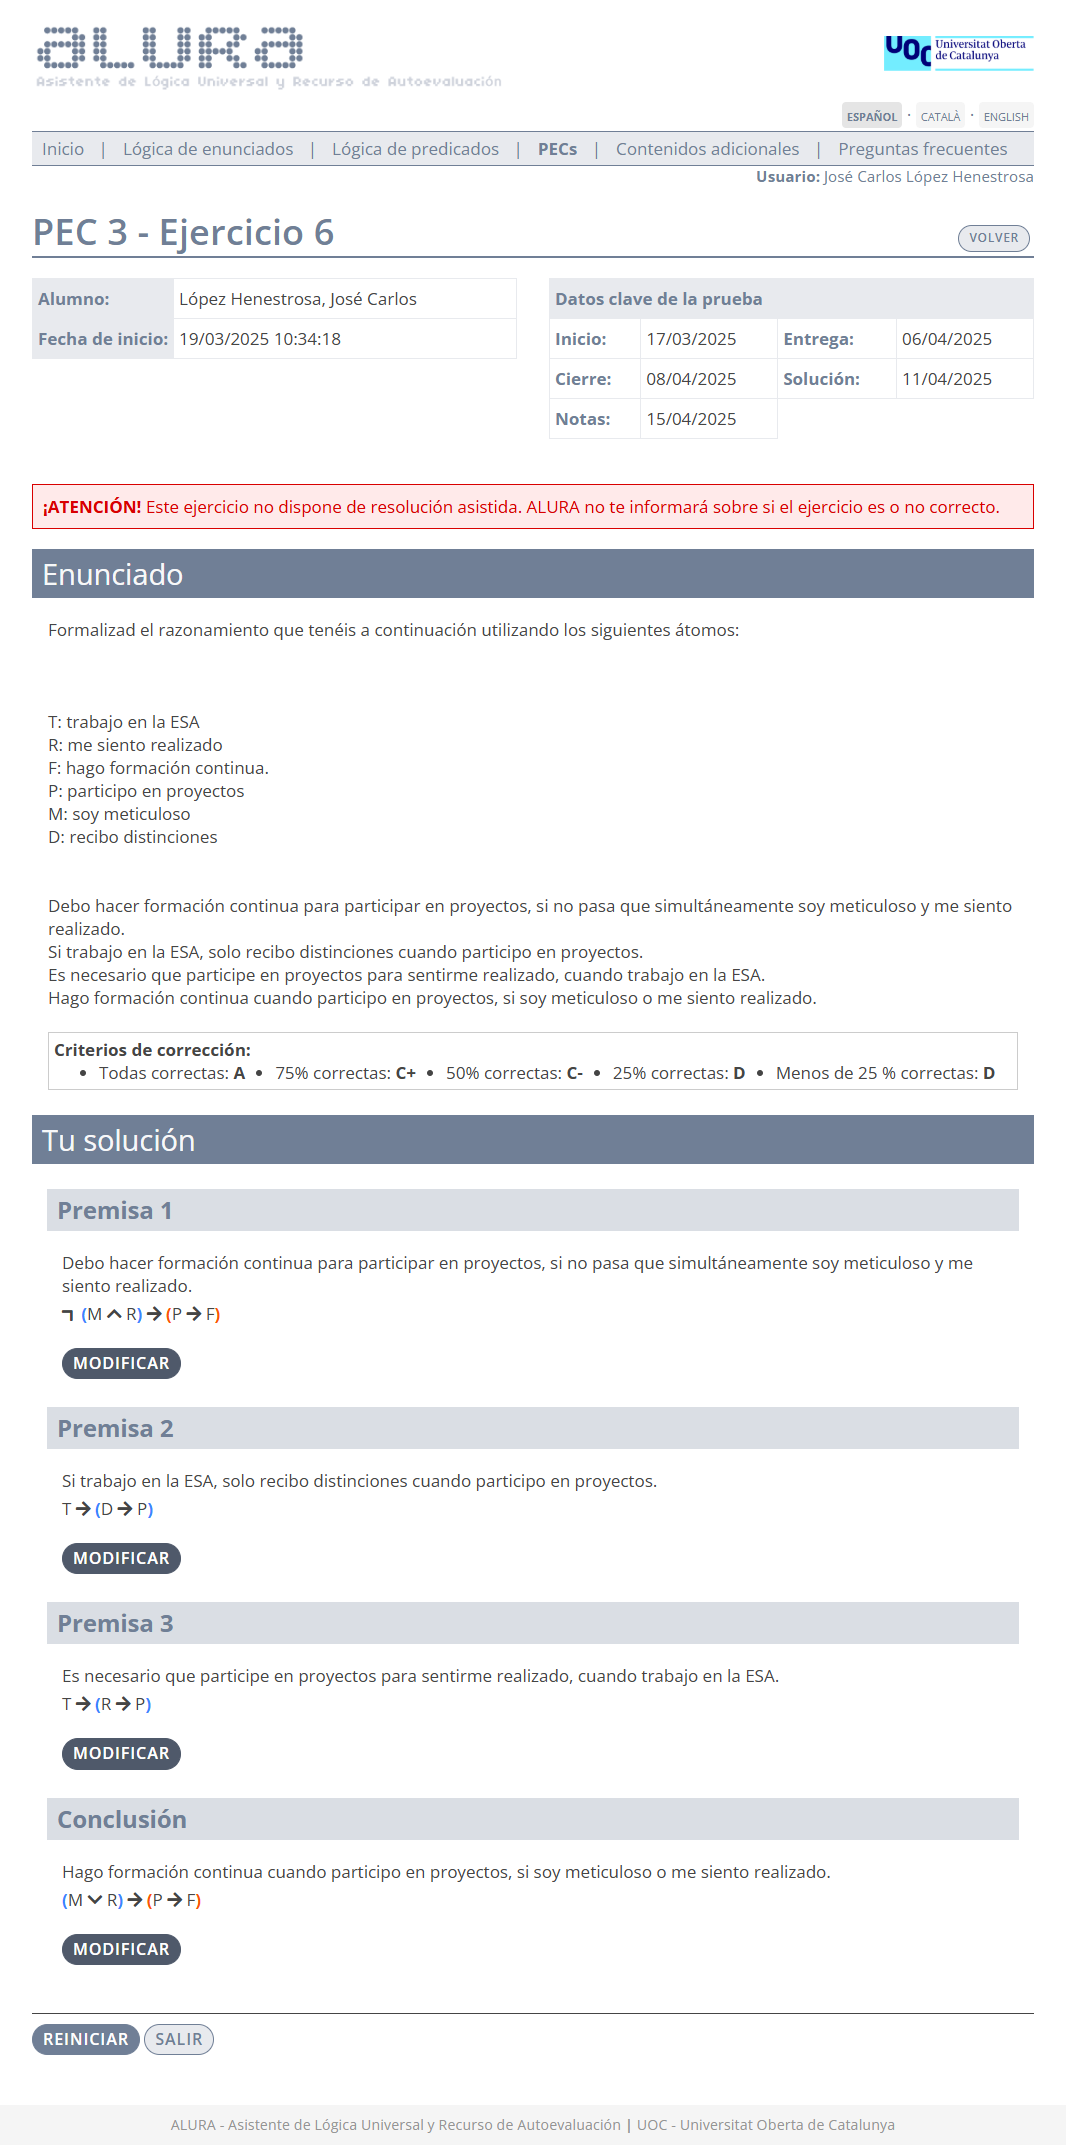 ALURA
Asistente de Lógica Universal y Recurso de Autoevaluación
UOC Universitat Oberta
de Catalunya
ESPAÑOL · CATALÀ · ENGLISH
Inicio | Lógica de enunciados | Lógica de predicados | PECs | Contenidos adicionales | Preguntas frecuentes
Usuario: José Carlos López Henestrosa
PEC 3 - Ejercicio 6
VOLVER
Alumno: López Henestrosa, José Carlos
Fecha de inicio: 19/03/2025 10:34:18
Datos clave de la prueba
Inicio: 17/03/2025 Entrega: 06/04/2025
Cierre: 08/04/2025 Solución: 11/04/2025
Notas: 15/04/2025
¡ATENCIÓN! Este ejercicio no dispone de resolución asistida. ALURA no te informará sobre si el ejercicio es o no correcto.
Enunciado
Formalizad el razonamiento que tenéis a continuación utilizando los siguientes átomos:
T: trabajo en la ESA
R: me siento realizado
F: hago formación continua.
P: participo en proyectos
M: soy meticuloso
D: recibo distinciones
Debo hacer formación continua para participar en proyectos, si no pasa que simultáneamente soy meticuloso y me siento
realizado.
Si trabajo en la ESA, solo recibo distinciones cuando participo en proyectos.
Es necesario que participe en proyectos para sentirme realizado, cuando trabajo en la ESA.
Hago formación continua cuando participo en proyectos, si soy meticuloso o me siento realizado.
Criterios de corrección:
• Todas correctas: A • 75% correctas: C+ • 50% correctas: C- • 25% correctas: D • Menos de 25 % correctas: D
Tu solución
Premisa 1
Debo hacer formación continua para participar en proyectos, si no pasa que simultáneamente soy meticuloso y me
siento realizado.
¬ (M ∧ R) → (P → F)
MODIFICAR
Premisa 2
Si trabajo en la ESA, solo recibo distinciones cuando participo en proyectos.
T → (D → P)
MODIFICAR
Premisa 3
Es necesario que participe en proyectos para sentirme realizado, cuando trabajo en la ESA.
T → (R → P)
MODIFICAR
Conclusión
Hago formación continua cuando participo en proyectos, si soy meticuloso o me siento realizado.
(M ∨ R) → (P → F)
MODIFICAR
REINICIAR SALIR
ALURA - Asistente de Lógica Universal y Recurso de Autoevaluación | UOC - Universitat Oberta de Catalunya